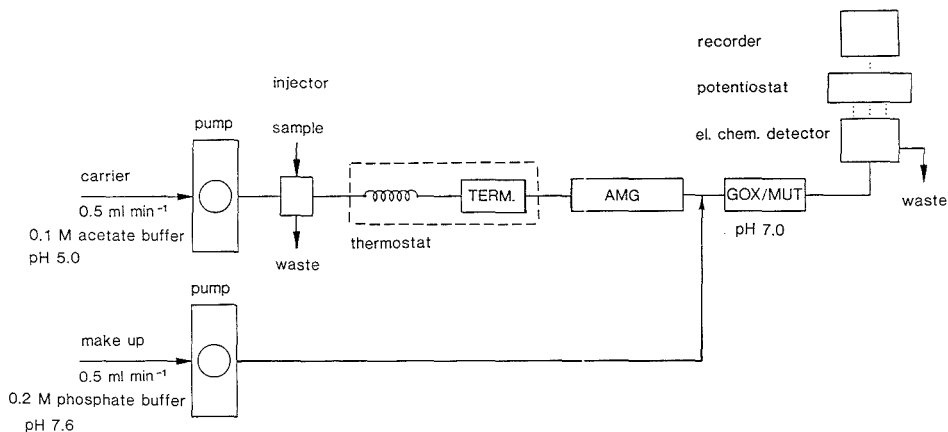 recorder
potentiostat
el. chem. detector
waste
injector
sample
pump
carrier
0.5 ml min⁻¹
0.1 M acetate buffer
pH 5.0
TERM.
thermostat
waste
AMG
GOX/MUT
pH 7.0
pump
make up
0.5 ml min⁻¹
0.2 M phosphate buffer
pH 7.6